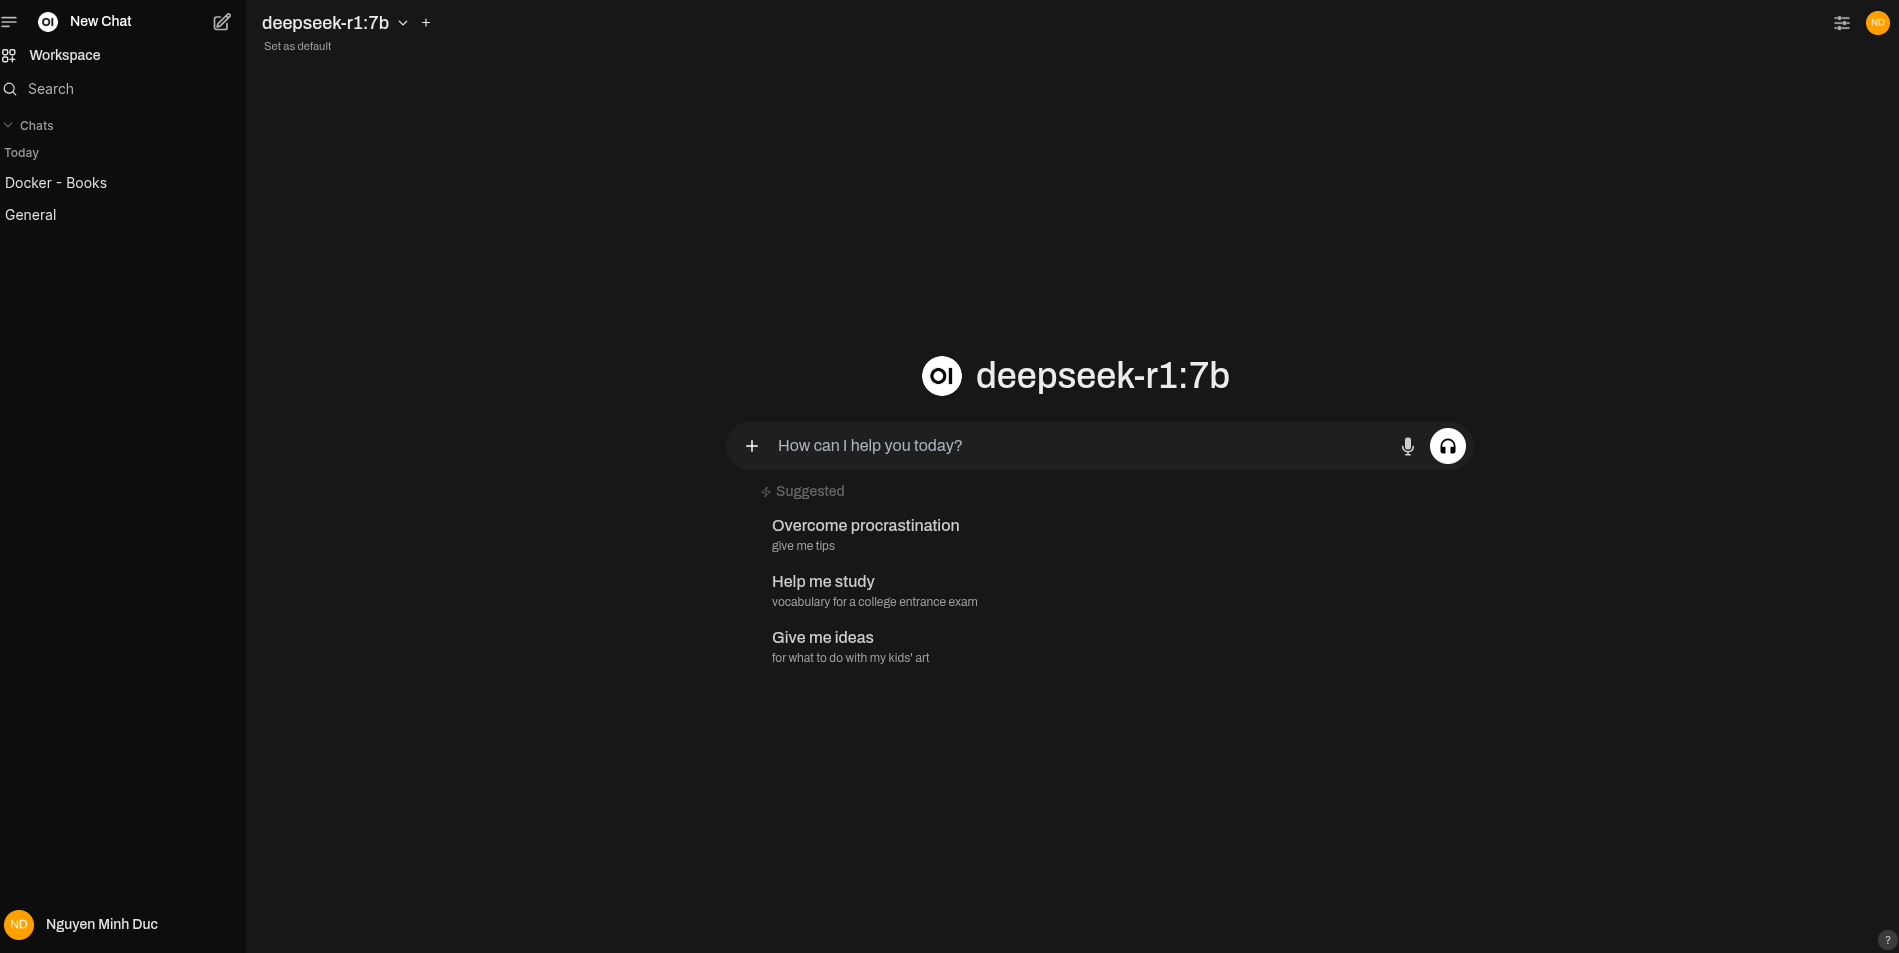 OI New Chat
Workspace
Search
Chats
Today
Docker - Books
General
ND Nguyen Minh Duc
deepseek-r1:7b +
Set as default
ND
OI deepseek-r1:7b
How can I help you today?
Suggested
Overcome procrastination
give me tips
Help me study
vocabulary for a college entrance exam
Give me ideas
for what to do with my kids' art
?